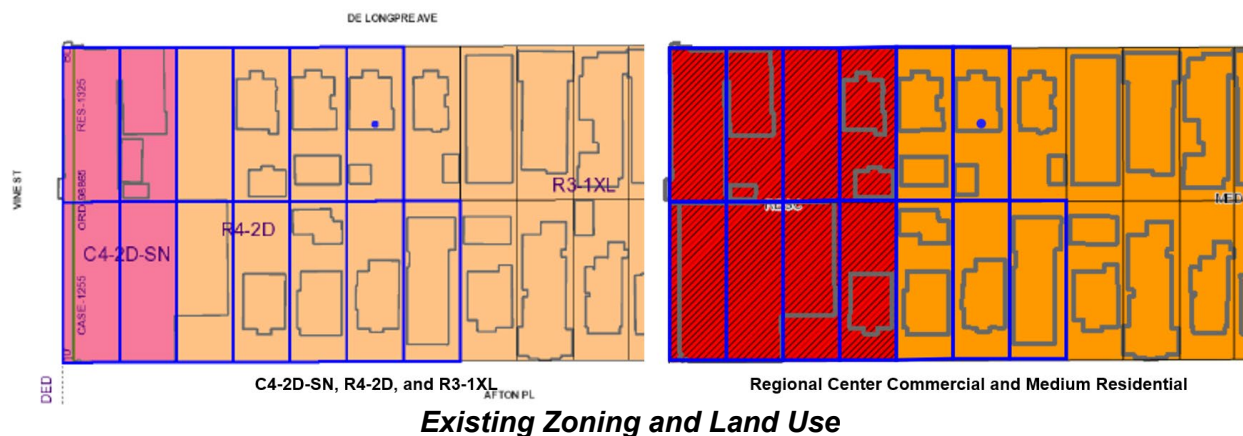 DE LONGPRE AVE
VINE ST
RES-1325
ORD-98865
CASE-1255
C4-2D-SN
R4-2D
R3-1XL
MED
DED
C4-2D-SN, R4-2D, and R3-1XL
AFTON PL
Regional Center Commercial and Medium Residential
Existing Zoning and Land Use